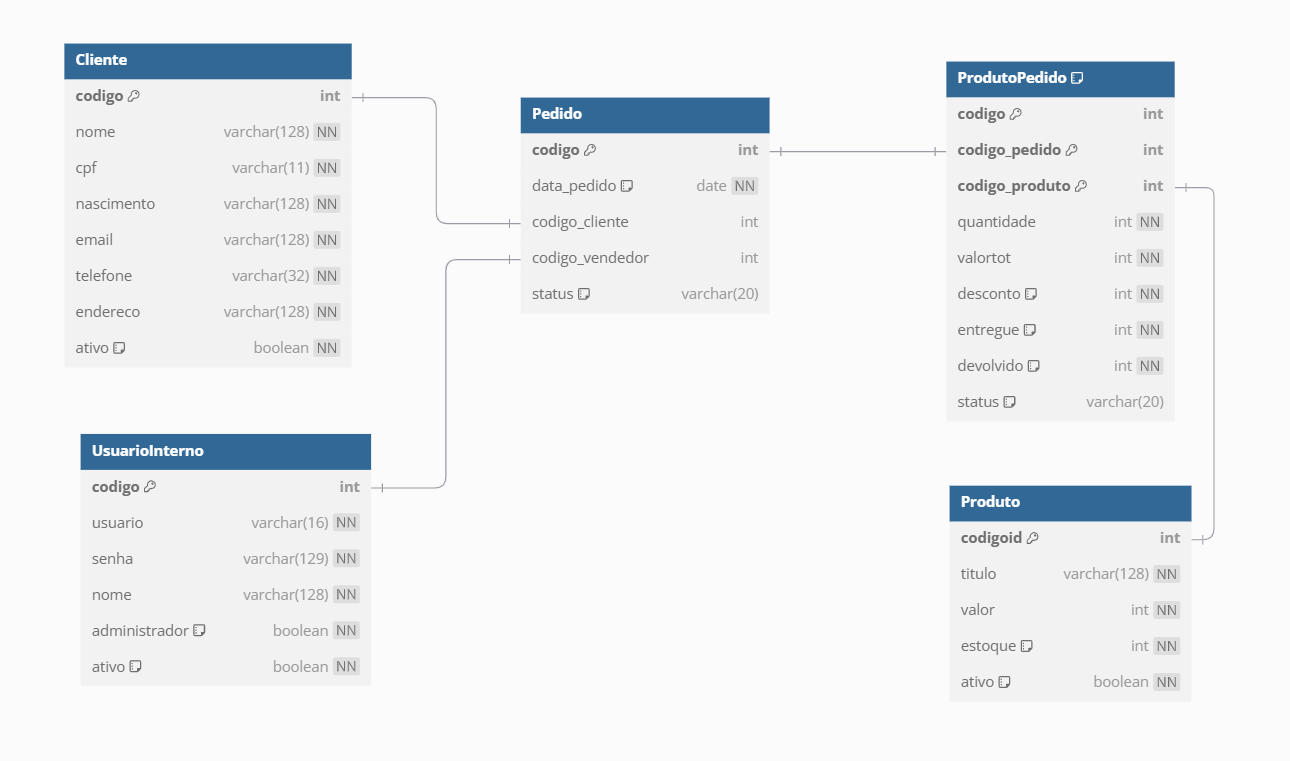 Cliente
codigo int
nome varchar(128) NN
cpf varchar(11) NN
nascimento varchar(128) NN
email varchar(128) NN
telefone varchar(32) NN
endereco varchar(128) NN
ativo boolean NN
Pedido
codigo int
data_pedido date NN
codigo_cliente int
codigo_vendedor int
status varchar(20)
ProdutoPedido
codigo int
codigo_pedido int
codigo_produto int
quantidade int NN
valortot int NN
desconto int NN
entregue int NN
devolvido int NN
status varchar(20)
UsuarioInterno
codigo int
usuario varchar(16) NN
senha varchar(129) NN
nome varchar(128) NN
administrador boolean NN
ativo boolean NN
Produto
codigoid int
titulo varchar(128) NN
valor int NN
estoque int NN
ativo boolean NN